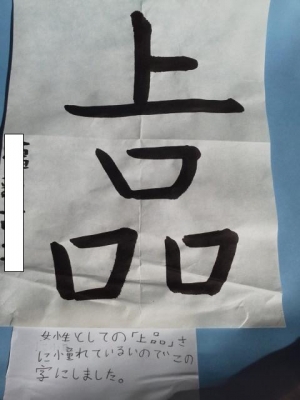 上品
女性としての「上品」さ
に憧れているいのでこの
字にしました。